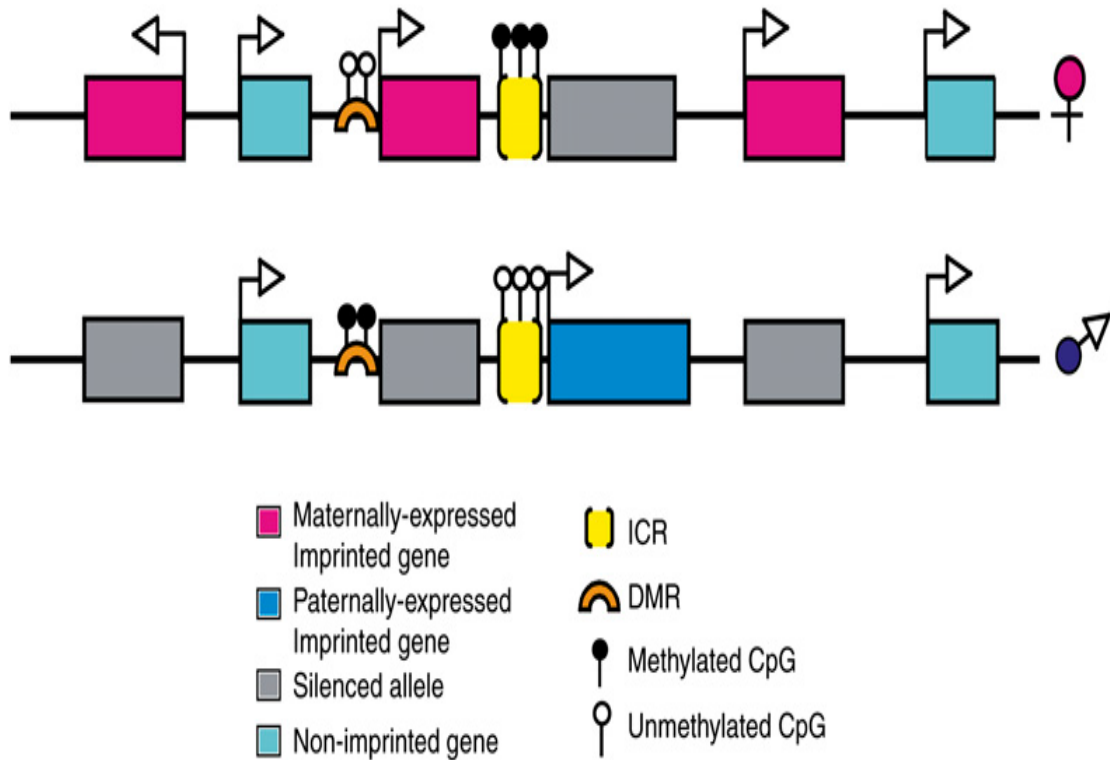 Maternally-expressed
Imprinted gene
Paternally-expressed
Imprinted gene
Silenced allele
Non-imprinted gene
ICR
DMR
Methylated CpG
Unmethylated CpG